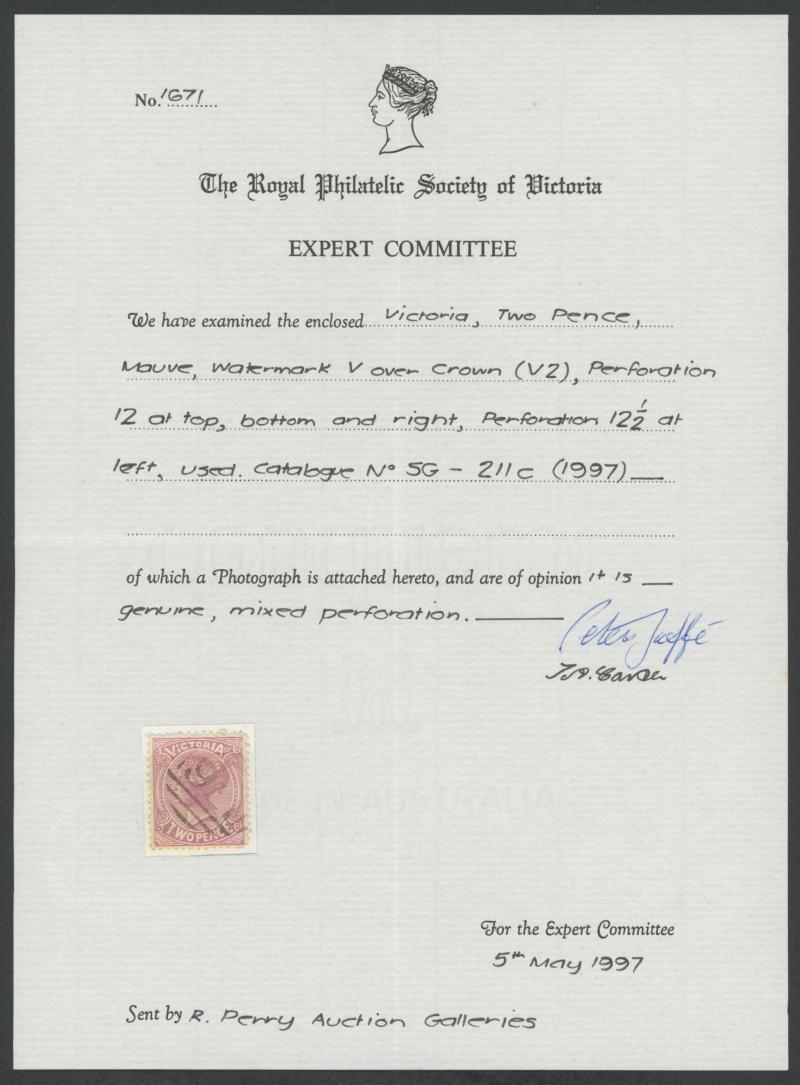 No. 1671
The Royal Philatelic Society of Victoria
EXPERT COMMITTEE
We have examined the enclosed Victoria, Two Pence,
Mauve, Watermark V over Crown (V2), Perforation
12 at top, bottom and right, Perforation 12½ at
left, used. Catalogue Nº SG - 211c (1997)
of which a Photograph is attached hereto, and are of opinion it is
genuine, mixed perforation.
Peter Jaffé
VICTORIA
TWO PENCE
For the Expert Committee
5th May 1997
Sent by R. Perry Auction Galleries